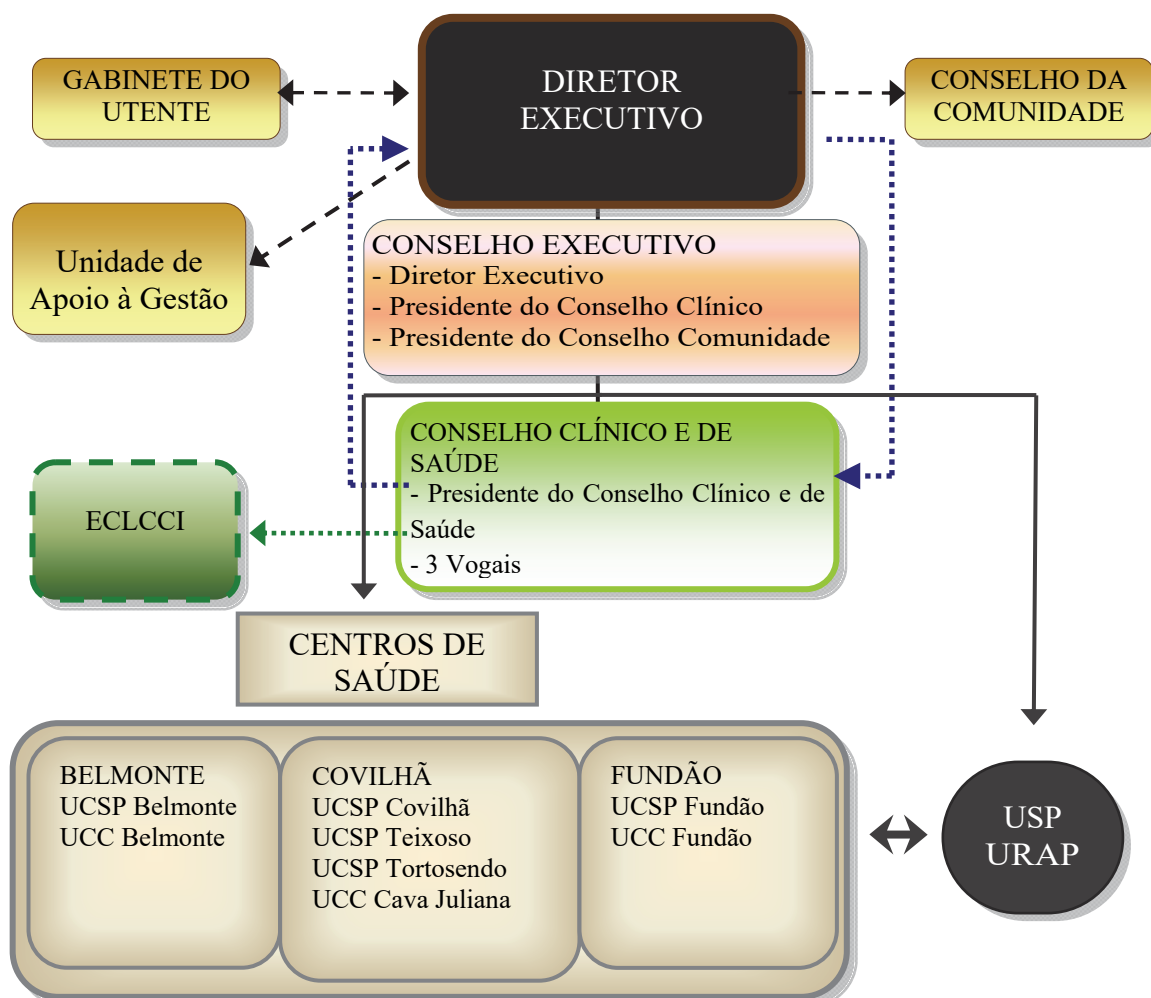 GABINETE DO
UTENTE
DIRETOR
EXECUTIVO
CONSELHO DA
COMUNIDADE
Unidade de
Apoio à Gestão
CONSELHO EXECUTIVO
- Diretor Executivo
- Presidente do Conselho Clínico
- Presidente do Conselho Comunidade
CONSELHO CLÍNICO E DE
SAÚDE
- Presidente do Conselho Clínico e de
Saúde
- 3 Vogais
ECLCCI
CENTROS DE
SAÚDE
BELMONTE
UCSP Belmonte
UCC Belmonte
COVILHÃ
UCSP Covilhã
UCSP Teixoso
UCSP Tortosendo
UCC Cava Juliana
FUNDÃO
UCSP Fundão
UCC Fundão
USP
URAP